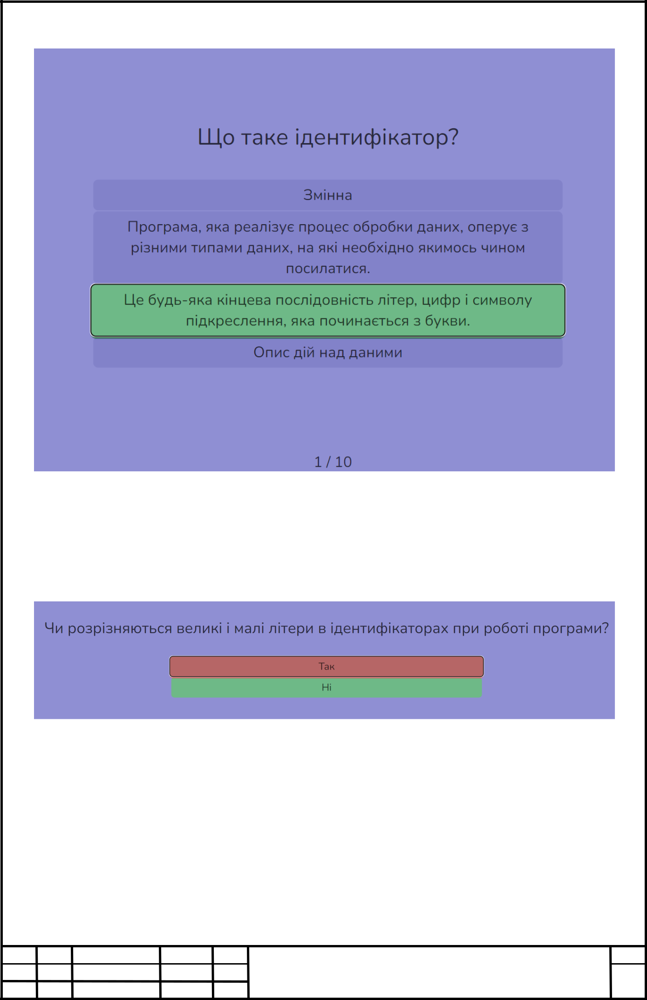 Що таке ідентифікатор?
Змінна
Програма, яка реалізує процес обробки даних, оперує з
різними типами даних, на які необхідно якимось чином
посилатися.
Це будь-яка кінцева послідовність літер, цифр і символу
підкреслення, яка починається з букви.
Опис дій над даними
1 / 10
Чи розрізняються великі і малі літери в ідентифікаторах при роботі програми?
Так
Ні